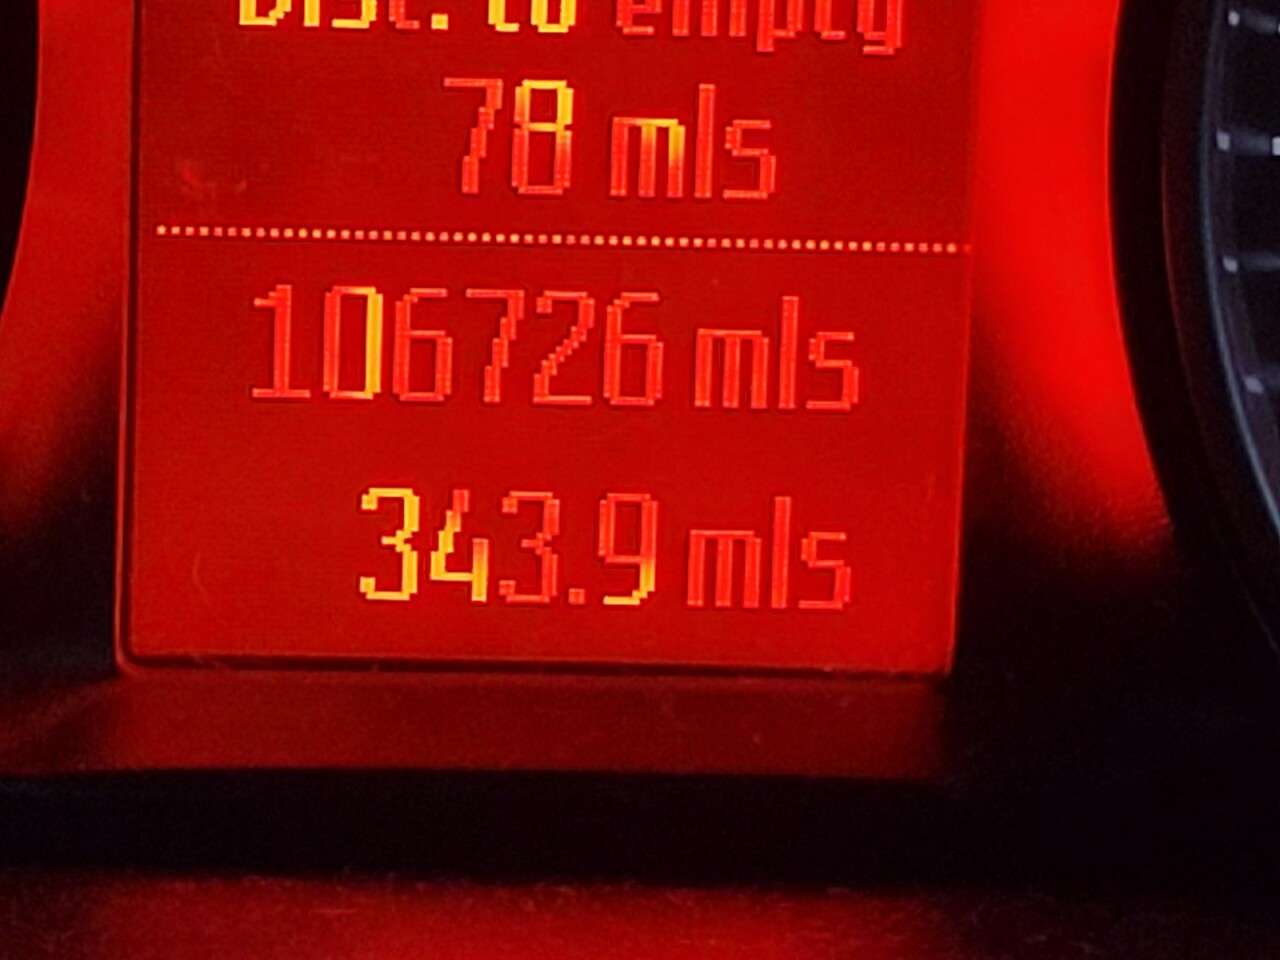 Dist. to empty
78 mls
106726 mls
343.9 mls